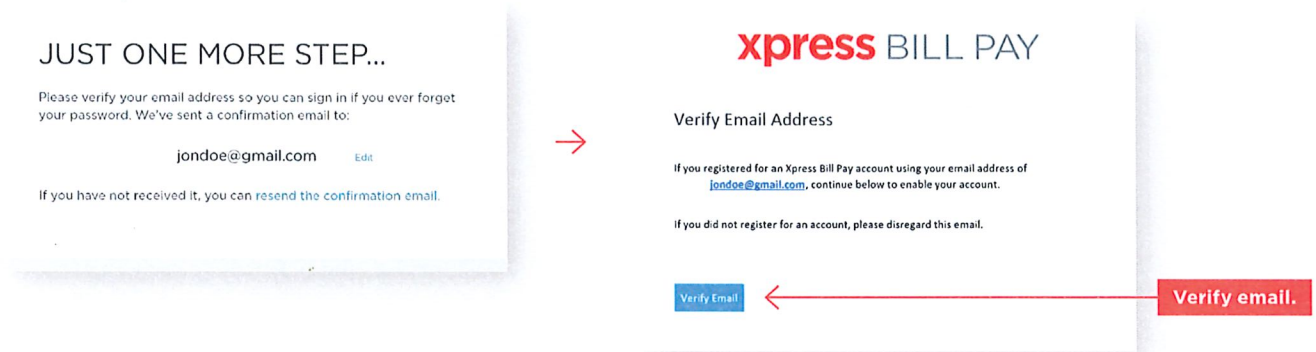 JUST ONE MORE STEP...
Please verify your email address so you can sign in if you ever forget
your password. We've sent a confirmation email to:
jondoe@gmail.com Edit
If you have not received it, you can resend the confirmation email.
xpress BILL PAY
Verify Email Address
If you registered for an Xpress Bill Pay account using your email address of
jondoe@gmail.com, continue below to enable your account.
If you did not register for an account, please disregard this email.
Verify Email
Verify email.